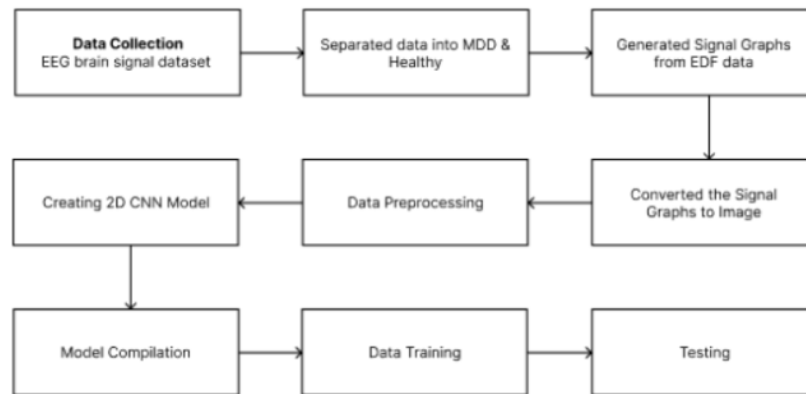 Data Collection
EEG brain signal dataset
Separated data into MDD &
Healthy
Generated Signal Graphs
from EDF data
Converted the Signal
Graphs to Image
Data Preprocessing
Creating 2D CNN Model
Model Compilation
Data Training
Testing